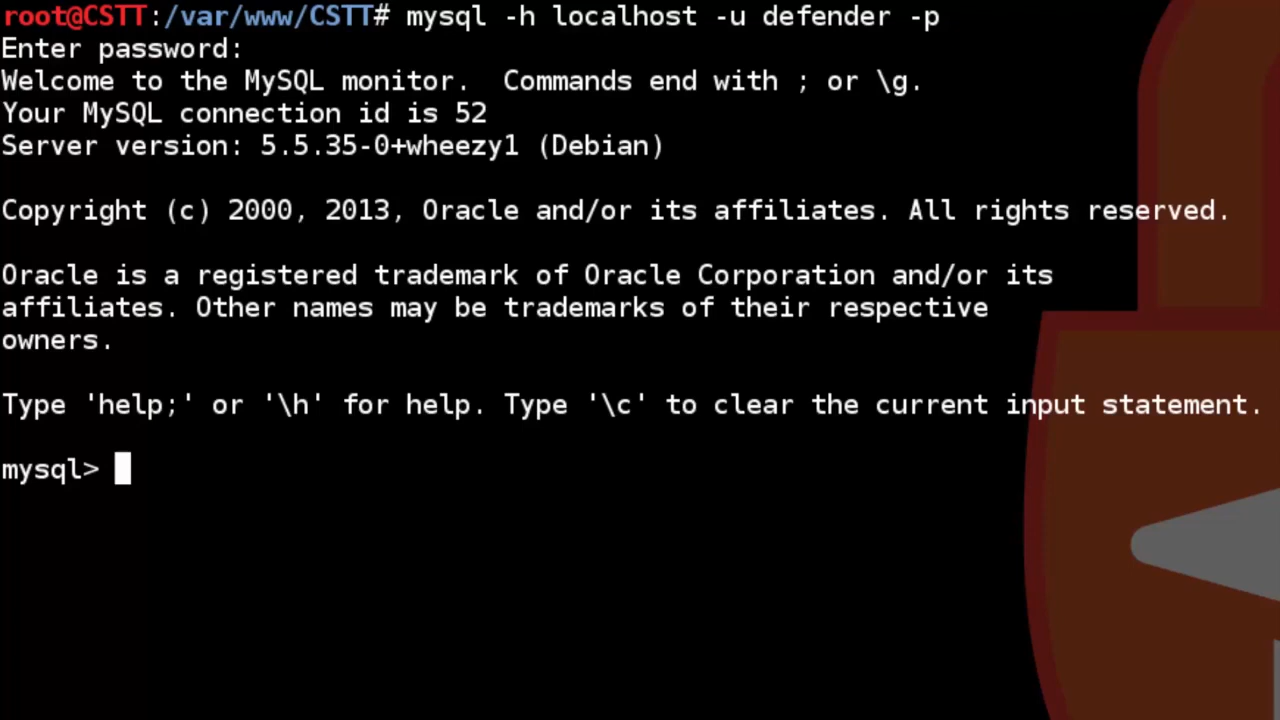 root@CSTT:/var/www/CSTT# mysql -h localhost -u defender -p
Enter password:
Welcome to the MySQL monitor.  Commands end with ; or \g.
Your MySQL connection id is 52
Server version: 5.5.35-0+wheezy1 (Debian)
Copyright (c) 2000, 2013, Oracle and/or its affiliates. All rights reserved.
Oracle is a registered trademark of Oracle Corporation and/or its
affiliates. Other names may be trademarks of their respective
owners.
Type 'help;' or '\h' for help. Type '\c' to clear the current input statement.
mysql>